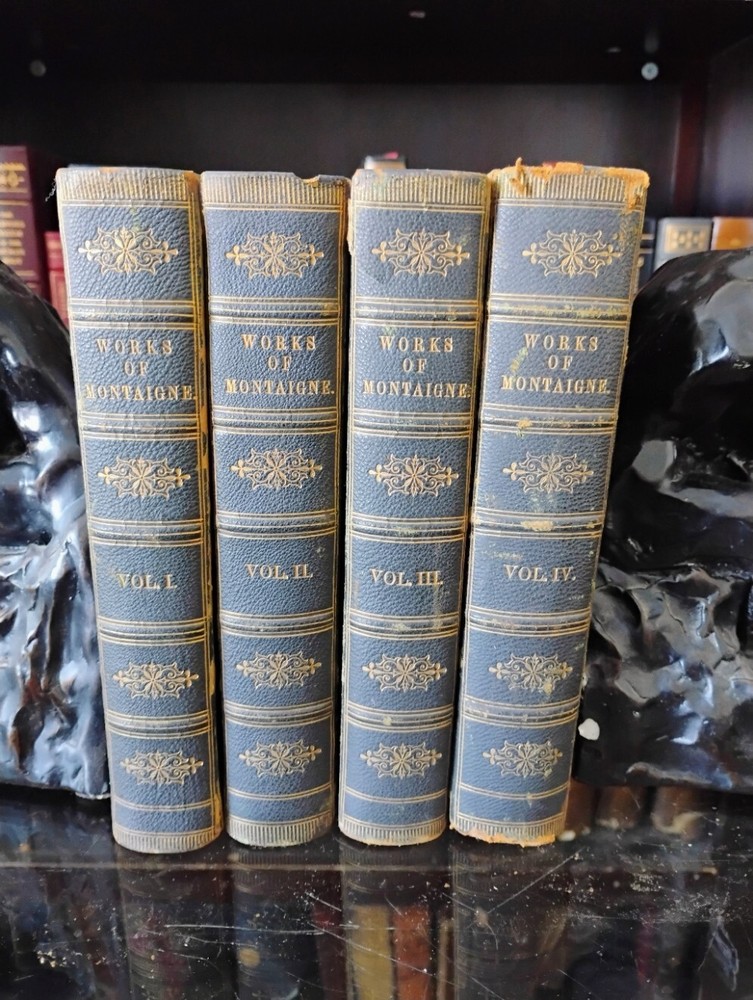 WORKS
OF
MONTAIGNE.
VOL. I.
WORKS
OF
MONTAIGNE.
VOL. II.
WORKS
OF
MONTAIGNE.
VOL. III.
WORKS
OF
MONTAIGNE.
VOL. IV.